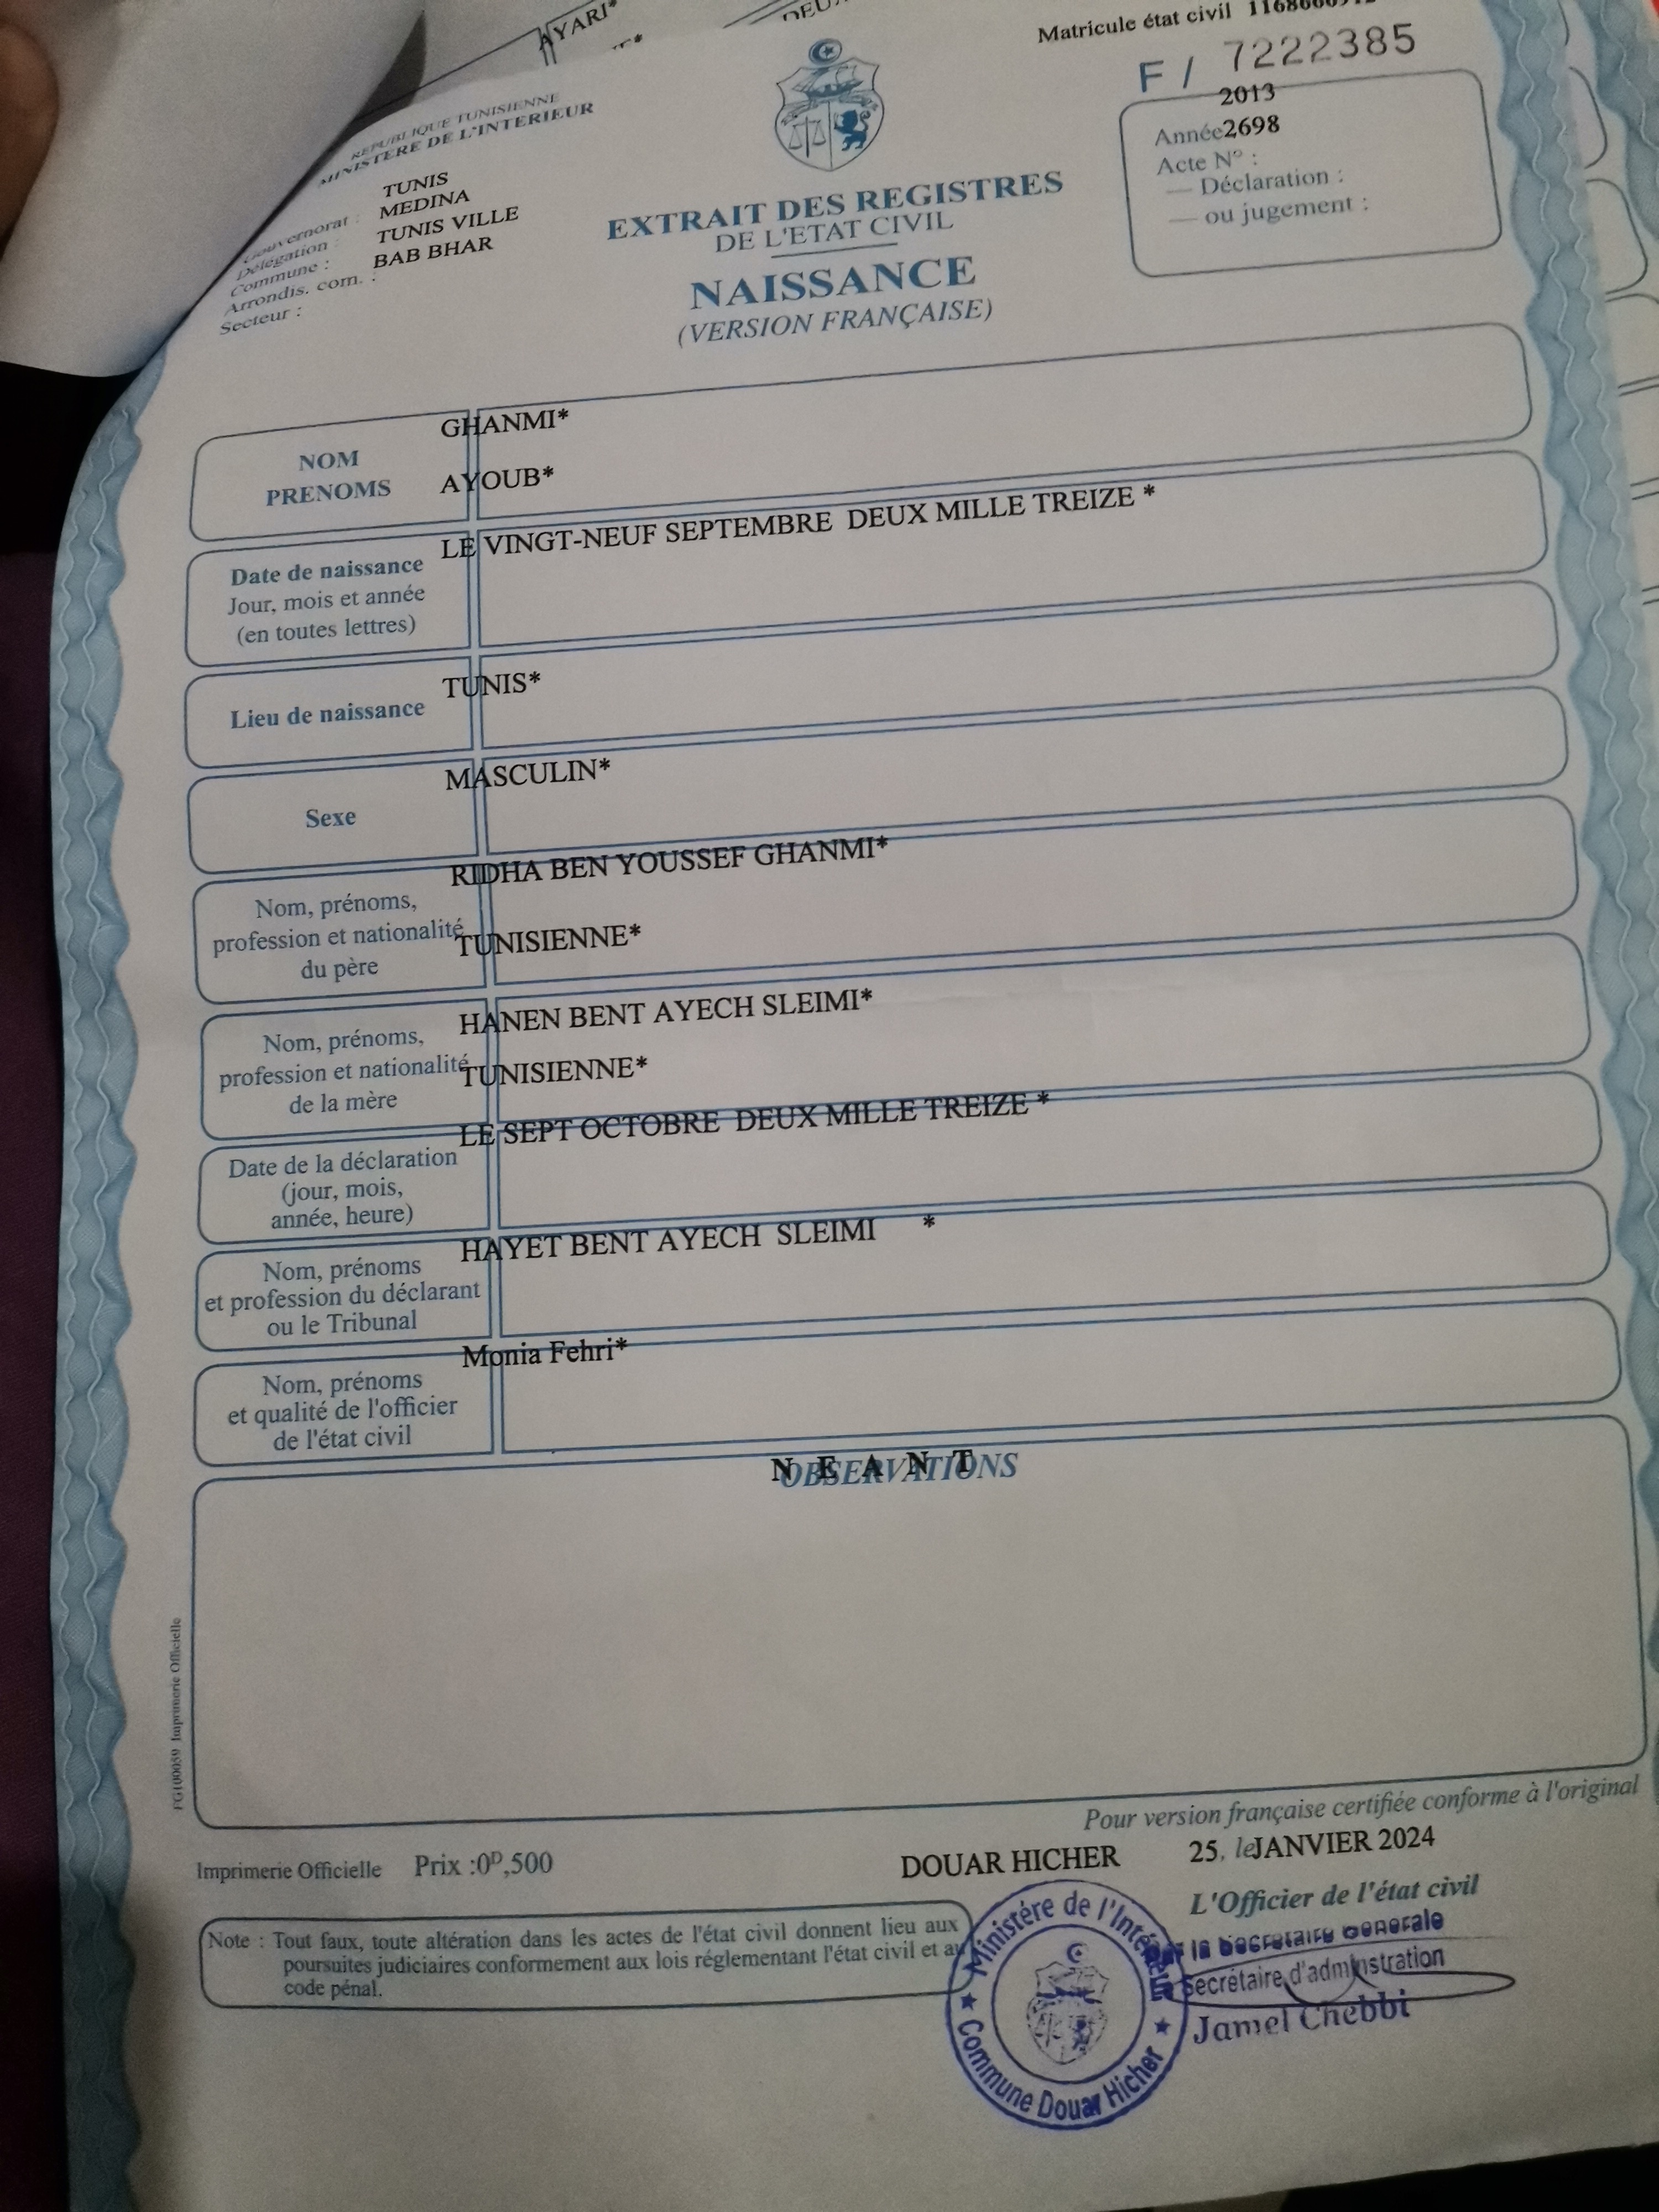 AYARI*
Matricule état civil
F / 7222385
REPUBLIQUE TUNISIENNE
MINISTERE DE L'INTERIEUR
Gouvernorat : TUNIS
Délégation : MEDINA
Commune : TUNIS VILLE
Arrondis. com. : BAB BHAR
Secteur :
EXTRAIT DES REGISTRES
DE L'ETAT CIVIL
NAISSANCE
(VERSION FRANÇAISE)
2013
Année2698
Acte N° :
— Déclaration :
— ou jugement :
GHANMI*
NOM
PRENOMS AYOUB*
LE VINGT-NEUF SEPTEMBRE DEUX MILLE TREIZE *
Date de naissance
Jour, mois et année
(en toutes lettres)
TUNIS*
Lieu de naissance
MASCULIN*
Sexe
RIDHA BEN YOUSSEF GHANMI*
Nom, prénoms,
profession et nationalité TUNISIENNE*
du père
HANEN BENT AYECH SLEIMI*
Nom, prénoms,
profession et nationalité TUNISIENNE*
de la mère
LE SEPT OCTOBRE DEUX MILLE TREIZE *
Date de la déclaration
(jour, mois,
année, heure)
HAYET BENT AYECH SLEIMI *
Nom, prénoms
et profession du déclarant
ou le Tribunal
Monia Fehri*
Nom, prénoms
et qualité de l'officier
de l'état civil
N E A N T
OBSERVATIONS
FG100059 Imprimerie Officielle
Pour version française certifiée conforme à l'original
Imprimerie Officielle Prix :0D,500
DOUAR HICHER 25, leJANVIER 2024
L'Officier de l'état civil
Note : Tout faux, toute altération dans les actes de l'état civil donnent lieu aux
poursuites judiciaires conformement aux lois réglementant l'état civil et au
code pénal.
Ministère de l'Intérieur
Commune Douar Hicher
la Secretaire Generale
Secrétaire d'adminstration
Jamel Chebbi